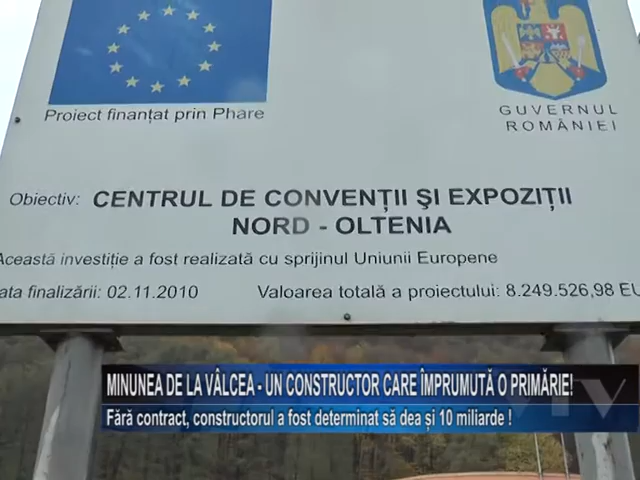 Proiect finanțat prin Phare
GUVERNUL
ROMÂNIEI
Obiectiv: CENTRUL DE CONVENȚII ŞI EXPOZIȚII
NORD - OLTENIA
Această investiție a fost realizată cu sprijinul Uniunii Europene
ata finalizării: 02.11.2010 Valoarea totală a proiectului: 8.249.526,98 EU
MINUNEA DE LA VÂLCEA - UN CONSTRUCTOR CARE ÎMPRUMUTĂ O PRIMĂRIE!
Fără contract, constructorul a fost determinat să dea și 10 miliarde !